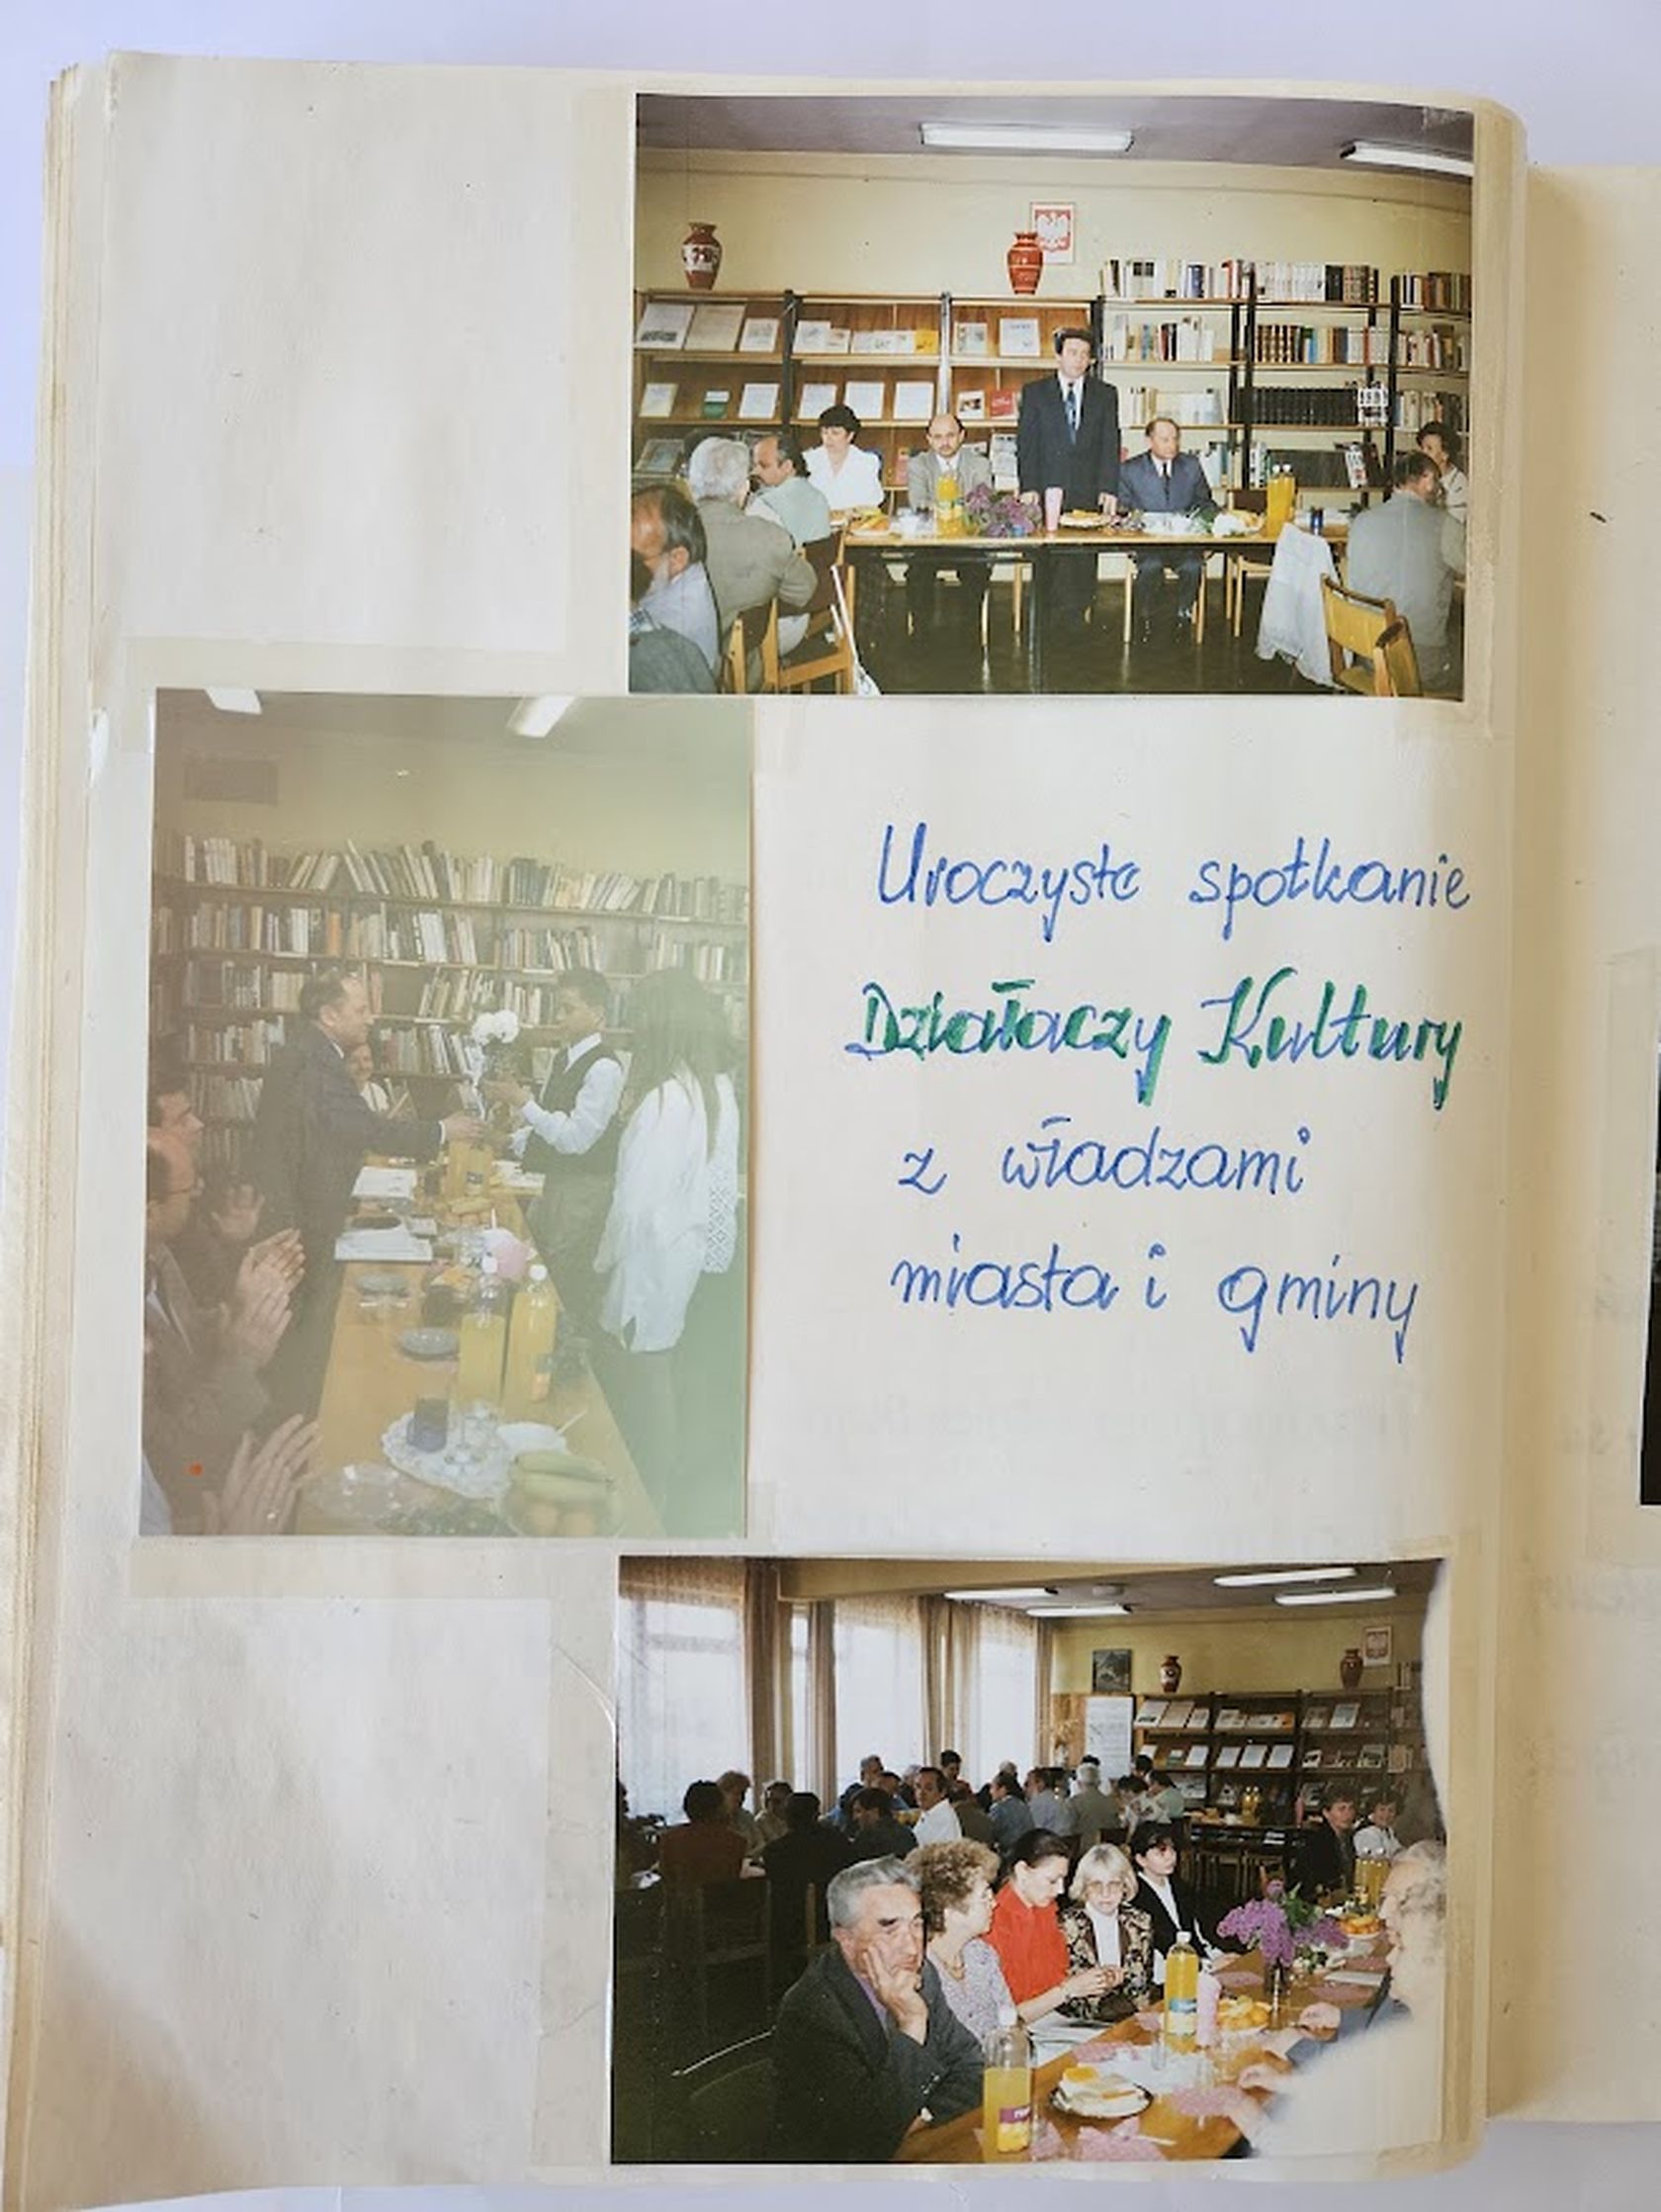 Uroczyste spotkanie
Działaczy Kultury
z władzami
miasta i gminy